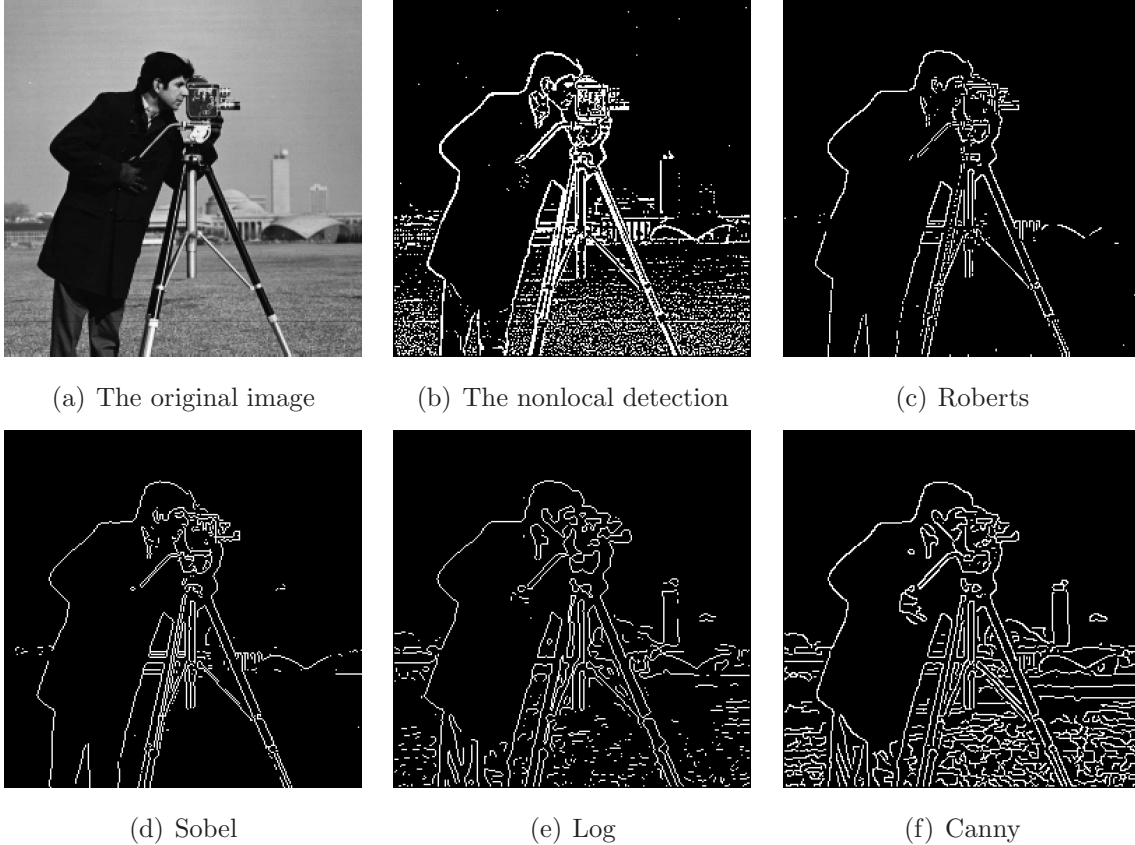 (a) The original image
(b) The nonlocal detection
(c) Roberts
(d) Sobel
(e) Log
(f) Canny